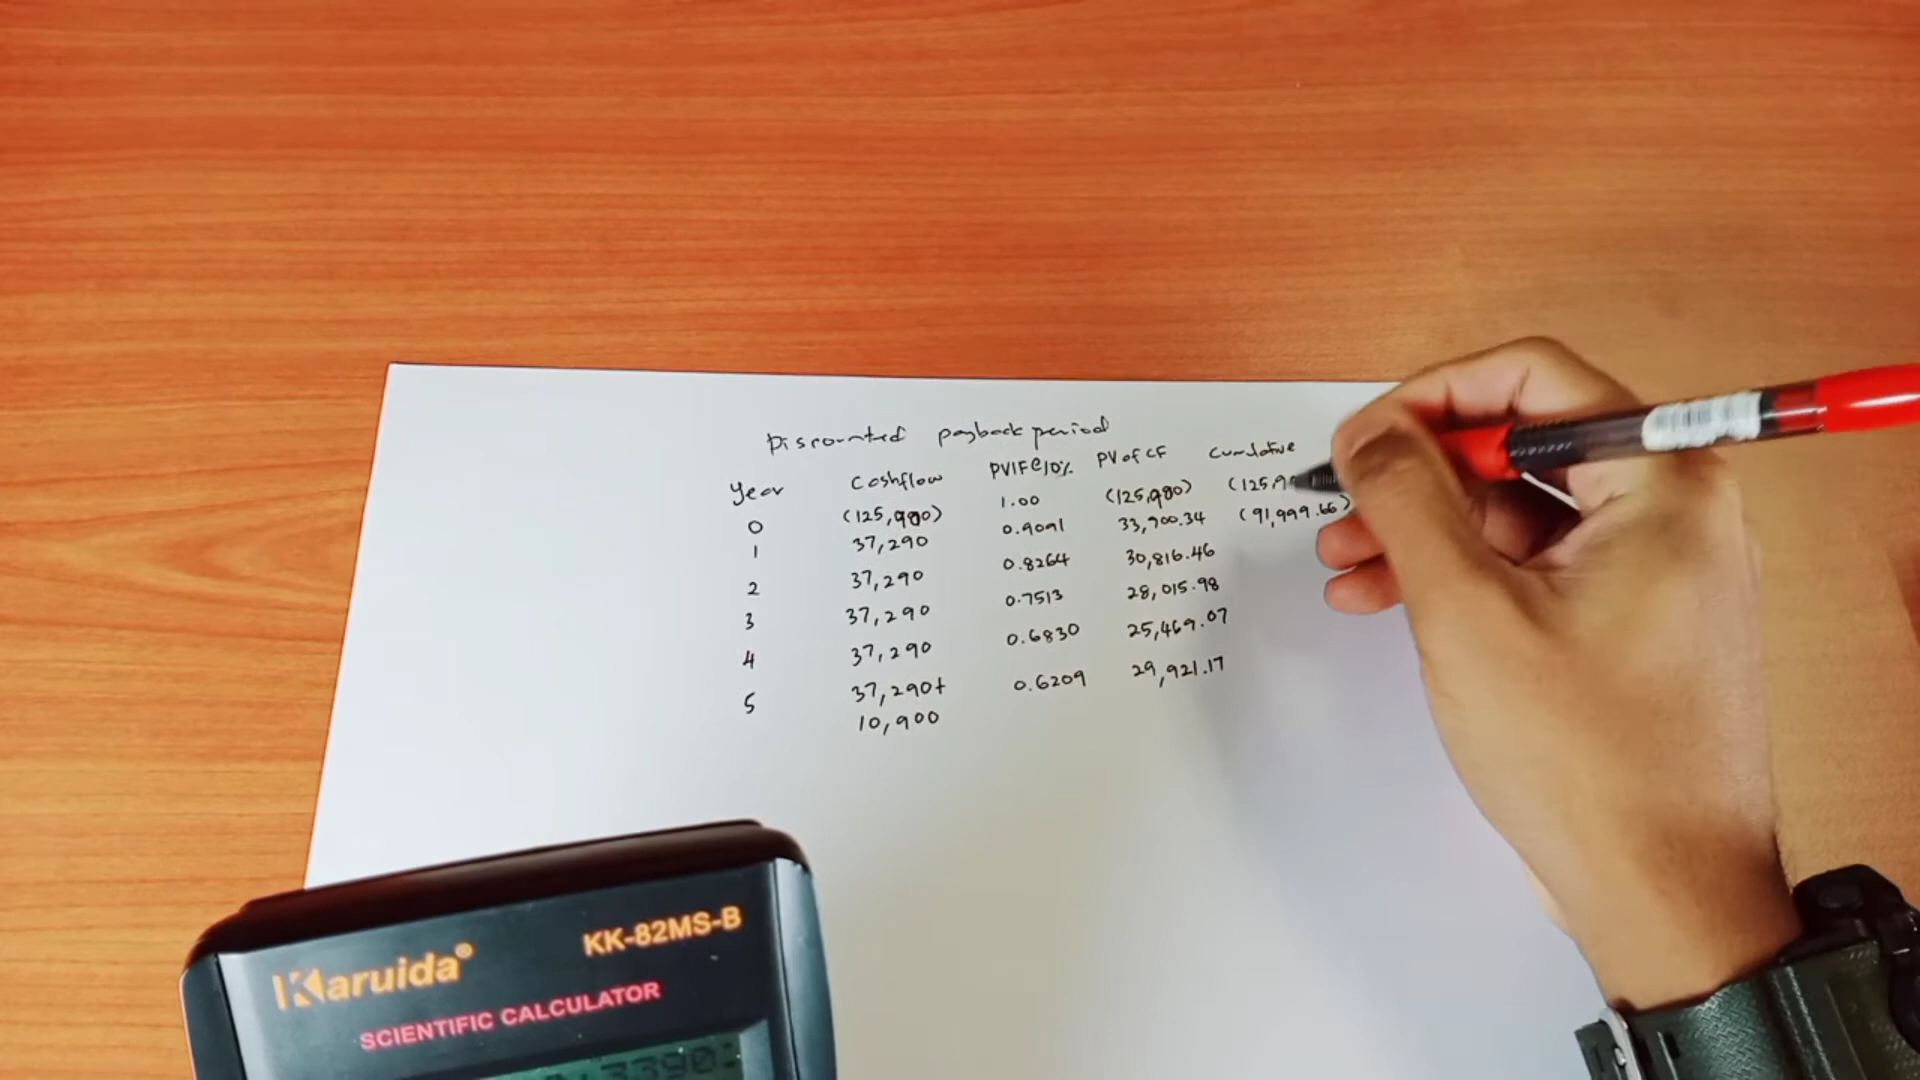 Discounted payback period
Year Cashflow PVIF@10% PV of CF Cumulative
0 (125,900) 1.00 (125,900)
1 37,290 0.9091 33,900.34 (91,999.66)
2 37,290 0.8264 30,816.46
3 37,290 0.7513 28,015.98
4 37,290 0.6830 25,469.07
5 37,290+ 0.6209 29,921.17
10,900
Karuida® KK-82MS-B
SCIENTIFIC CALCULATOR